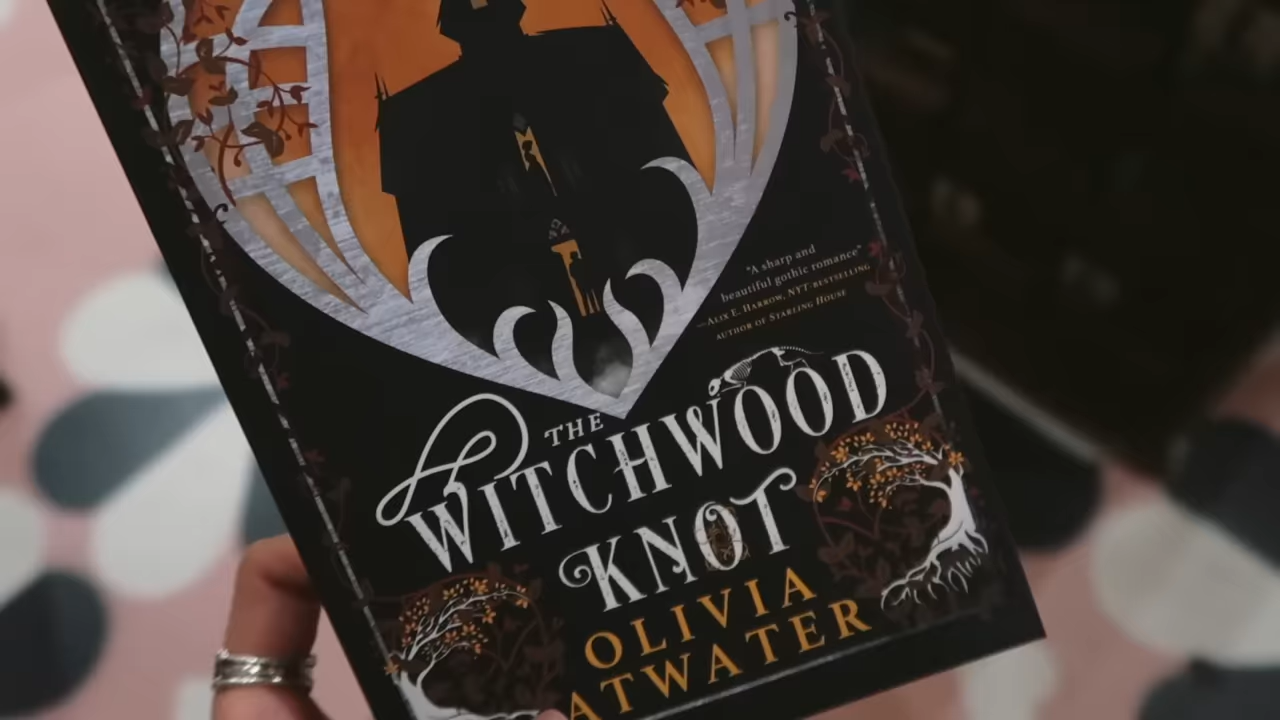 "A sharp and
beautiful gothic romance"
—Alix E. Harrow, NYT-bestselling
author of Starling House
THE
WITCHWOOD
KNOT
OLIVIA
ATWATER